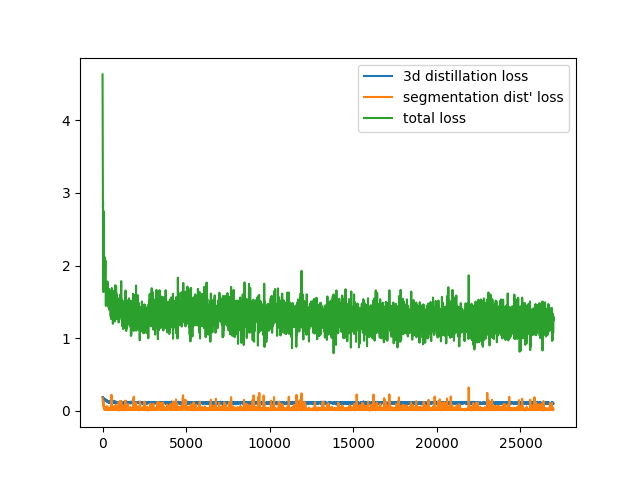 3d distillation loss
segmentation dist' loss
total loss
4
3
2
1
0
0 5000 10000 15000 20000 25000